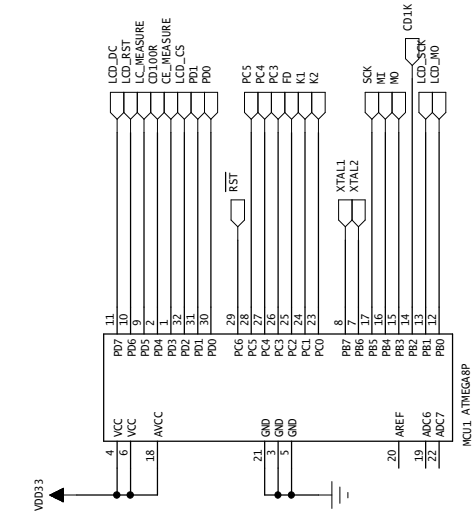 LCD_DC
LCD_RST
LC_MEASURE
CD100R
CE_MEASURE
LCD_CS
PD1
PD0
PC5
PC4
PC3
FD
K1
K2
SCK
MI
MO
CD1K
LCD_SCK
LCD_MO
RST
XTAL1
XTAL2
11
10
9
2
1
32
31
30
29
28
27
26
25
24
23
8
7
17
16
15
14
13
12
PD7
PD6
PD5
PD4
PD3
PD2
PD1
PD0
PC6
PC5
PC4
PC3
PC2
PC1
PC0
PB7
PB6
PB5
PB4
PB3
PB2
PB1
PB0
VCC
VCC
AVCC
GND
GND
GND
AREF
ADC6
ADC7
4
6
18
21
3
5
20
19
22
MCU1 ATMEGA8P
VDD33